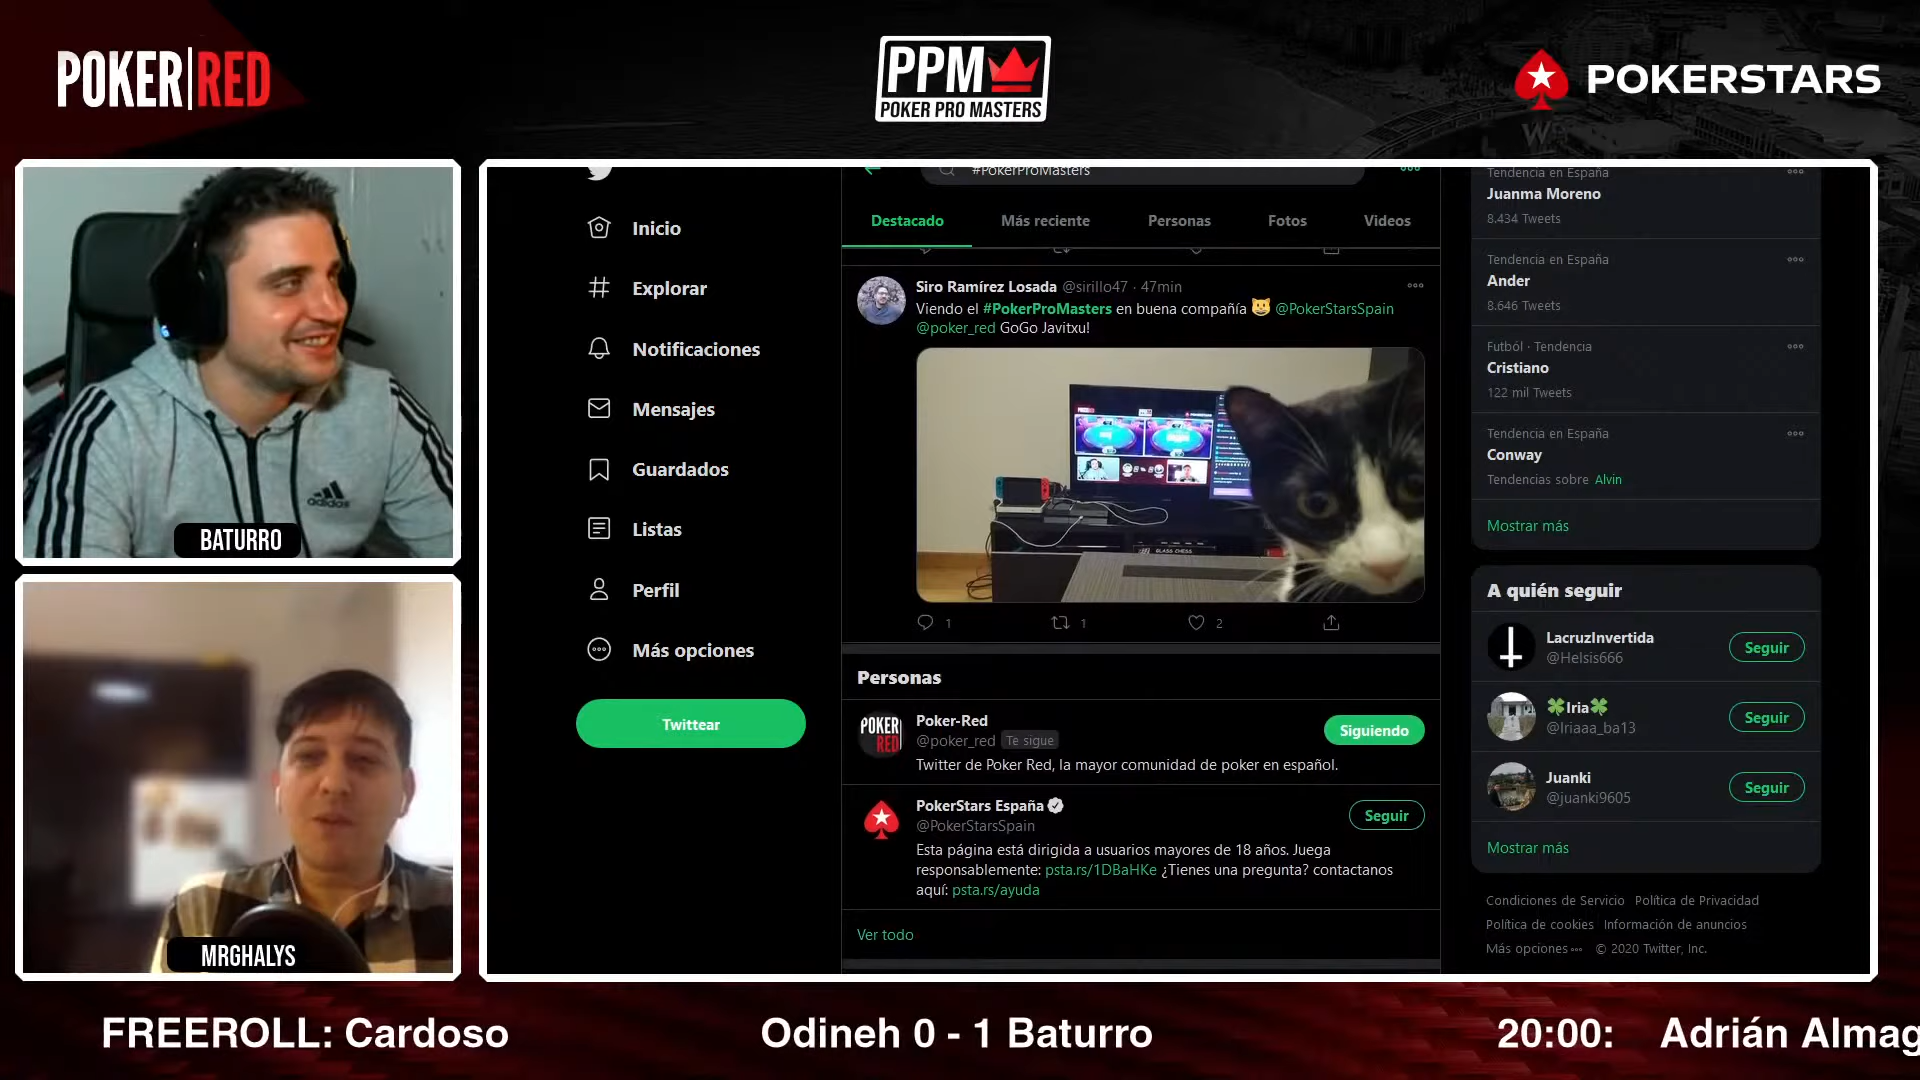 POKER|RED
PPM
POKER PRO MASTERS
POKERSTARS
BATURRO
MRGHALYS
adidas
Inicio
Explorar
Notificaciones
Mensajes
Guardados
Listas
Perfil
Más opciones
Twittear
#PokerProMasters
Destacado
Más reciente
Personas
Fotos
Videos
Siro Ramírez Losada @sirillo47 · 47min
Viendo el #PokerProMasters en buena compañía @PokerStarsSpain
@poker_red GoGo Javitxu!
GLASS CHESS
1
1
2
Personas
POKER
RED
Poker-Red
@poker_red Te sigue
Siguiendo
Twitter de Poker Red, la mayor comunidad de poker en español.
PokerStars España
@PokerStarsSpain
Seguir
Esta página está dirigida a usuarios mayores de 18 años. Juega
responsablemente: psta.rs/1DBaHKe ¿Tienes una pregunta? contactanos
aquí: psta.rs/ayuda
Ver todo
Tendencia en España
Juanma Moreno
8.434 Tweets
Tendencia en España
Ander
8.646 Tweets
Futból · Tendencia
Cristiano
122 mil Tweets
Tendencia en España
Conway
Tendencias sobre Alvin
Mostrar más
A quién seguir
LacruzInvertida
@Helsis666
Seguir
Iria
@Iriaaa_ba13
Seguir
Juanki
@juanki9605
Seguir
Mostrar más
Condiciones de Servicio Política de Privacidad
Política de cookies Información de anuncios
Más opciones © 2020 Twitter, Inc.
FREEROLL: Cardoso
Odineh 0 - 1 Baturro
20:00: Adrián Almag